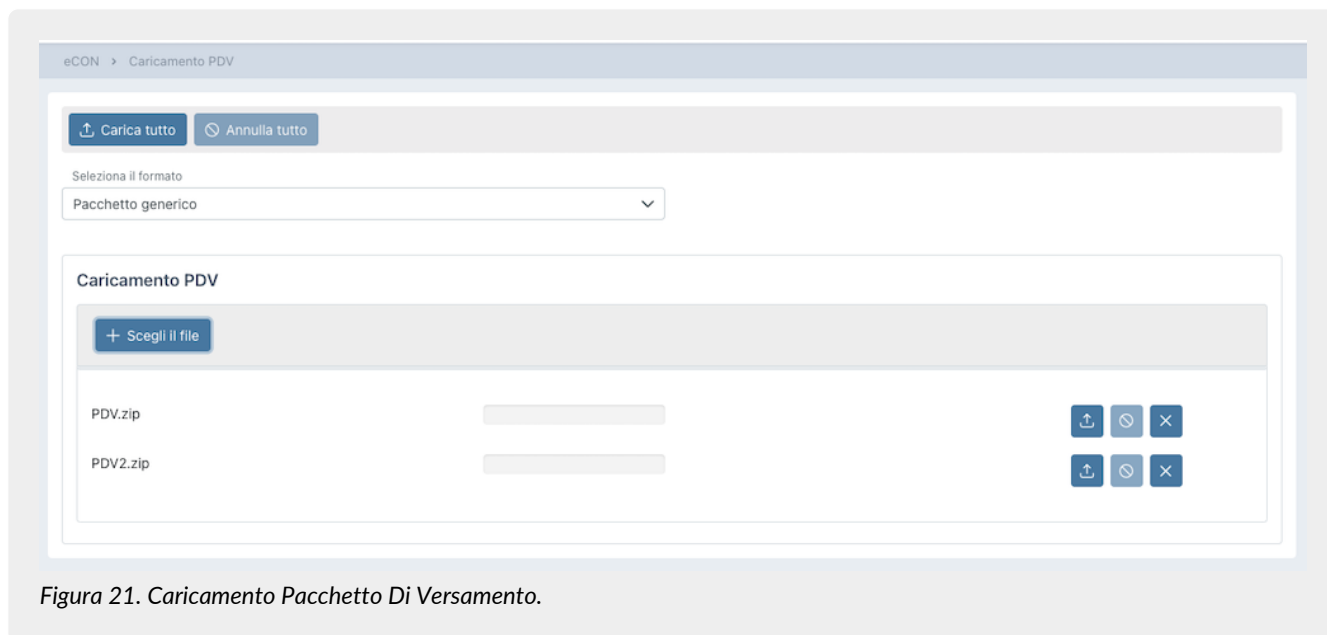 eCON > Caricamento PDV
Carica tutto Annulla tutto
Seleziona il formato
Pacchetto generico
Caricamento PDV
+ Scegli il file
PDV.zip
PDV2.zip
Figura 21. Caricamento Pacchetto Di Versamento.